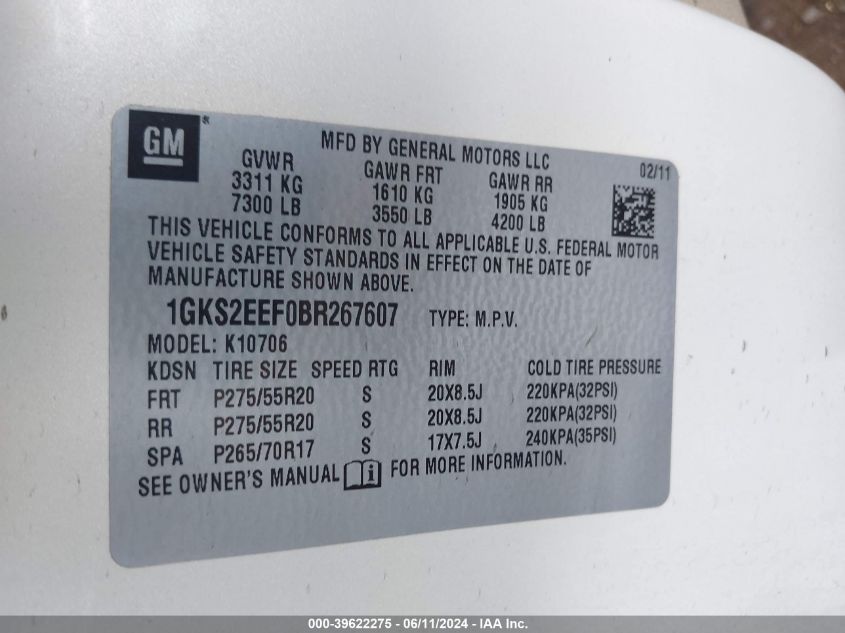 GM
MFD BY GENERAL MOTORS LLC
02/11
GVWR GAWR FRT GAWR RR
3311 KG 1610 KG 1905 KG
7300 LB 3550 LB 4200 LB
THIS VEHICLE CONFORMS TO ALL APPLICABLE U.S. FEDERAL MOTOR
VEHICLE SAFETY STANDARDS IN EFFECT ON THE DATE OF
MANUFACTURE SHOWN ABOVE.
1GKS2EEF0BR267607 TYPE: M.P.V.
MODEL: K10706
KDSN TIRE SIZE SPEED RTG RIM COLD TIRE PRESSURE
FRT P275/55R20 S 20X8.5J 220KPA(32PSI)
RR P275/55R20 S 20X8.5J 220KPA(32PSI)
SPA P265/70R17 S 17X7.5J 240KPA(35PSI)
SEE OWNER'S MANUAL i FOR MORE INFORMATION.
000-39622275 - 06/11/2024 - IAA Inc.